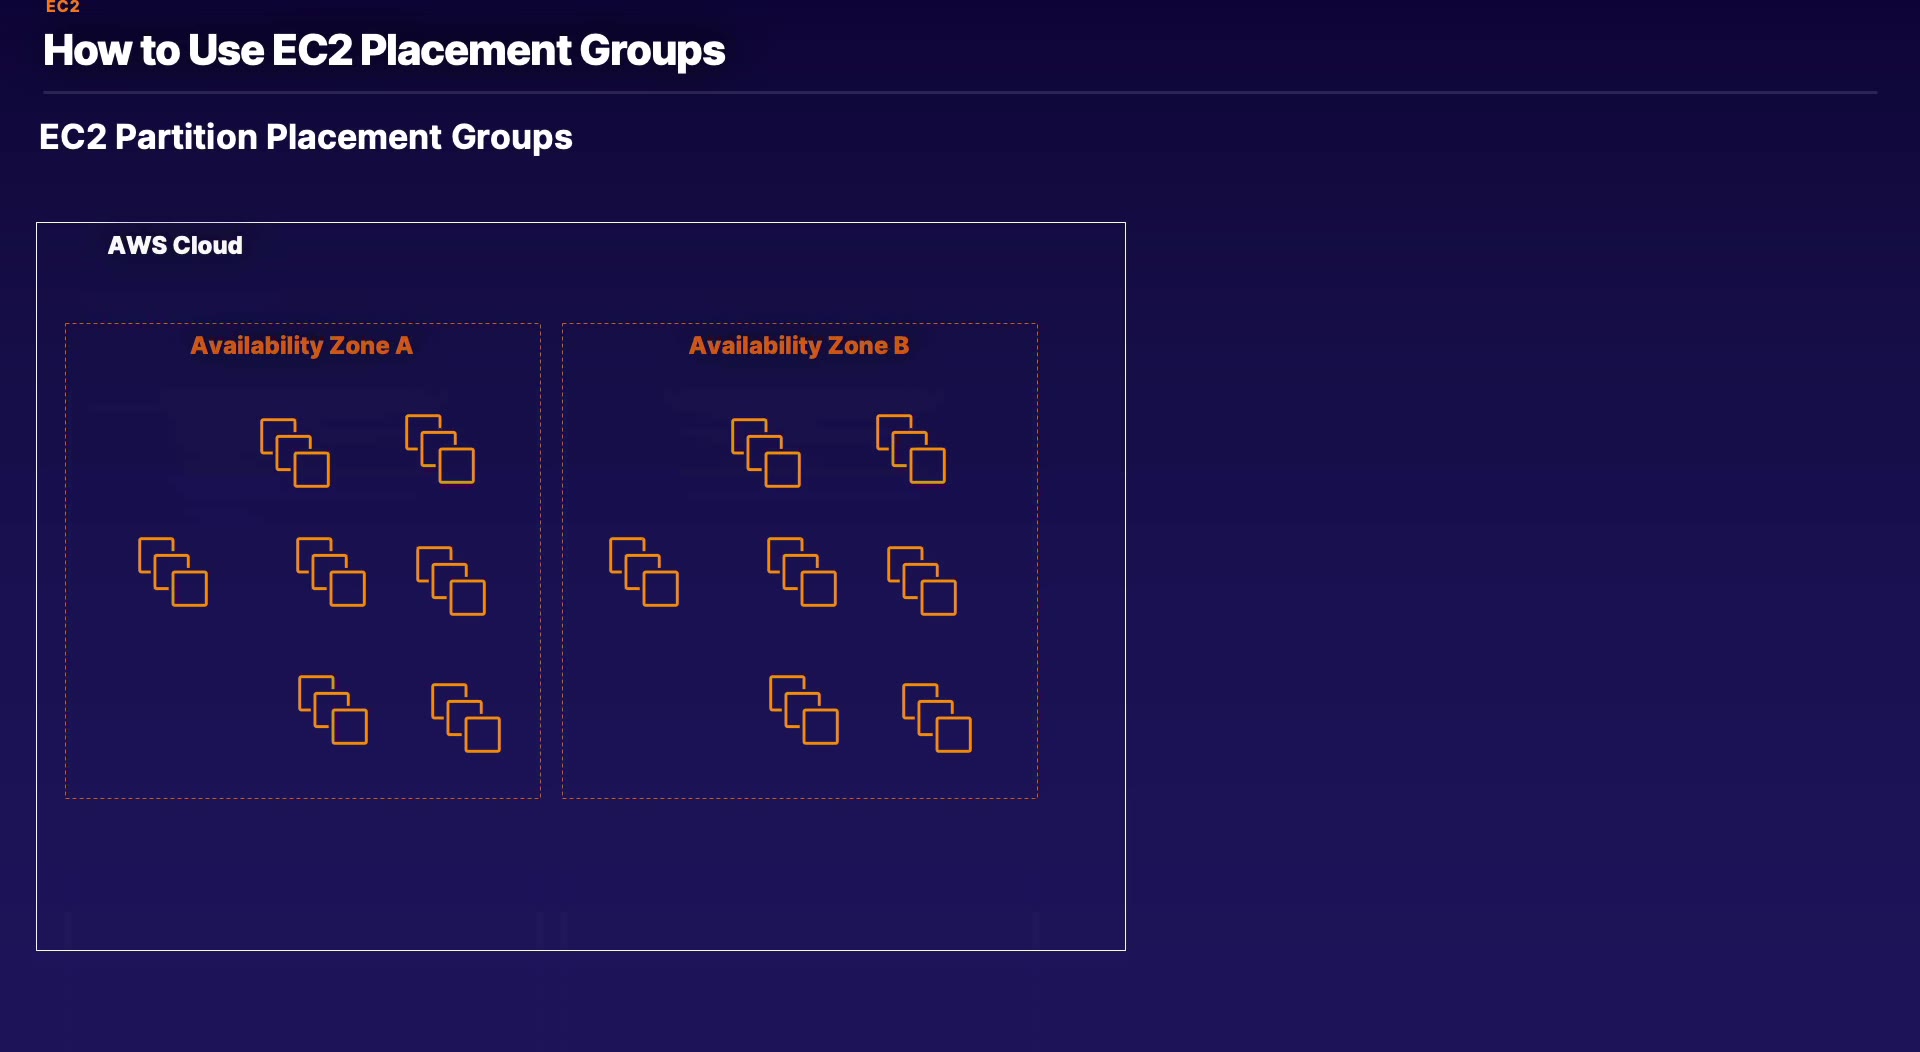 EC2
How to Use EC2 Placement Groups
EC2 Partition Placement Groups
AWS Cloud
Availability Zone A
Availability Zone B